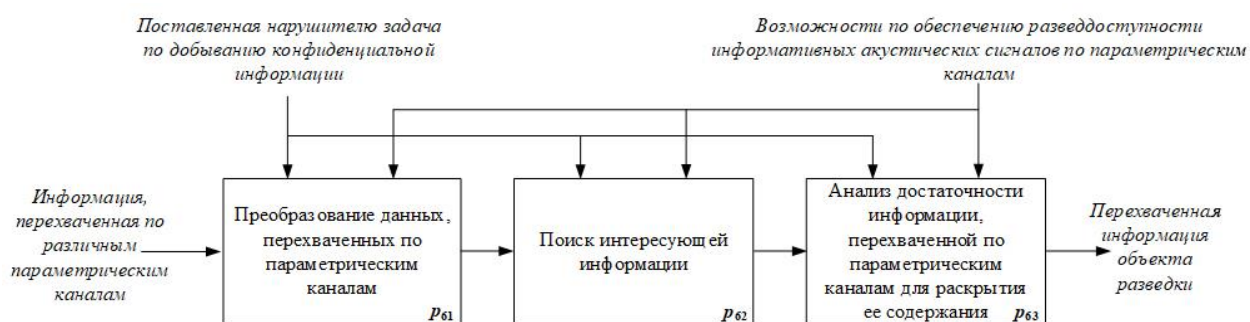 Поставленная нарушителю задача
по добыванию конфиденциальной
информации
Возможности по обеспечению разведдоступности
информативных акустических сигналов по параметрическим
каналам
Информация,
перехваченная по
различным
параметрическим
каналам
Преобразование данных,
перехваченных по
параметрическим
каналам
p61
Поиск интересующей
информации
p62
Анализ достаточности
информации,
перехваченной по
параметрическим
каналам для раскрытия
ее содержания p63
Перехваченная
информация
объекта
разведки